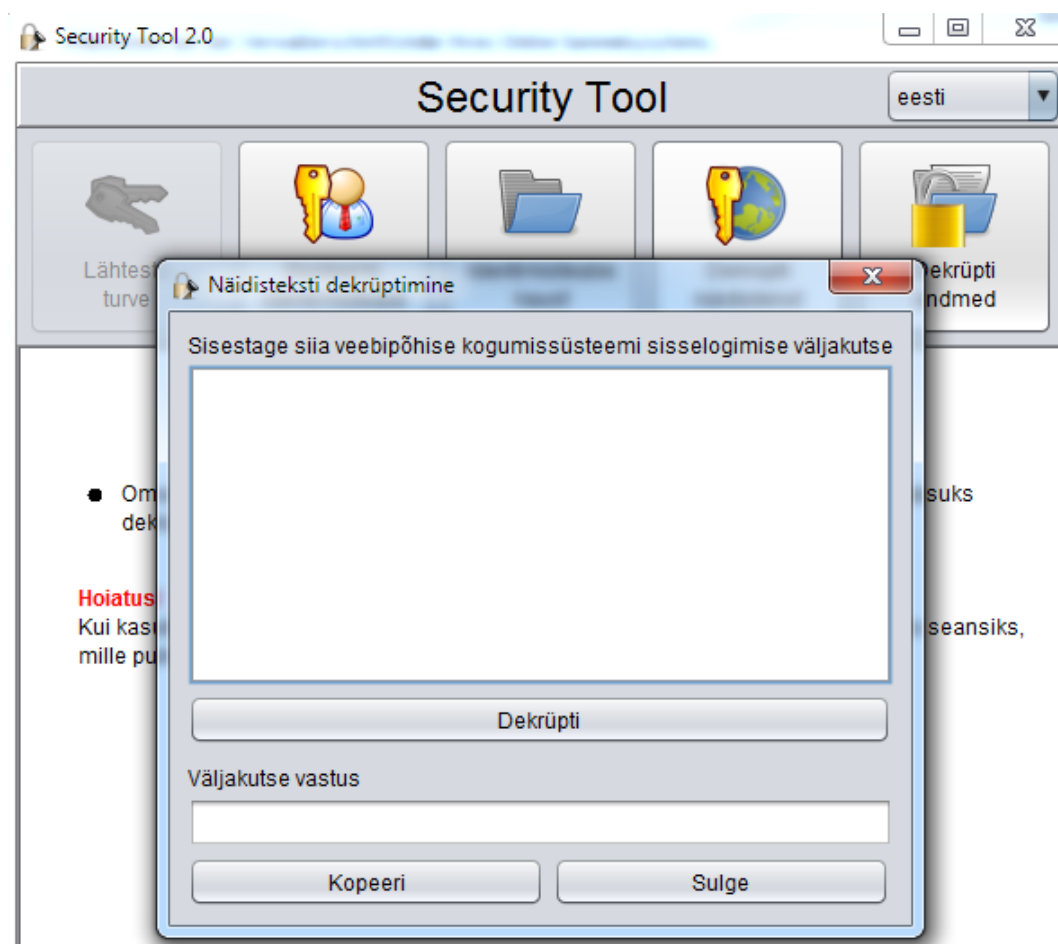 Security Tool 2.0
Security Tool
eesti
Lähtes
turve
ekrüpti
ndmed
Näidisteksti dekrüptimine
Sisestage siia veebipõhise kogumissüsteemi sisselogimise väljakutse
Om
suks
dek
Hoiatus
Kui kas
seansiks,
mille pu
Dekrüpti
Väljakutse vastus
Kopeeri
Sulge